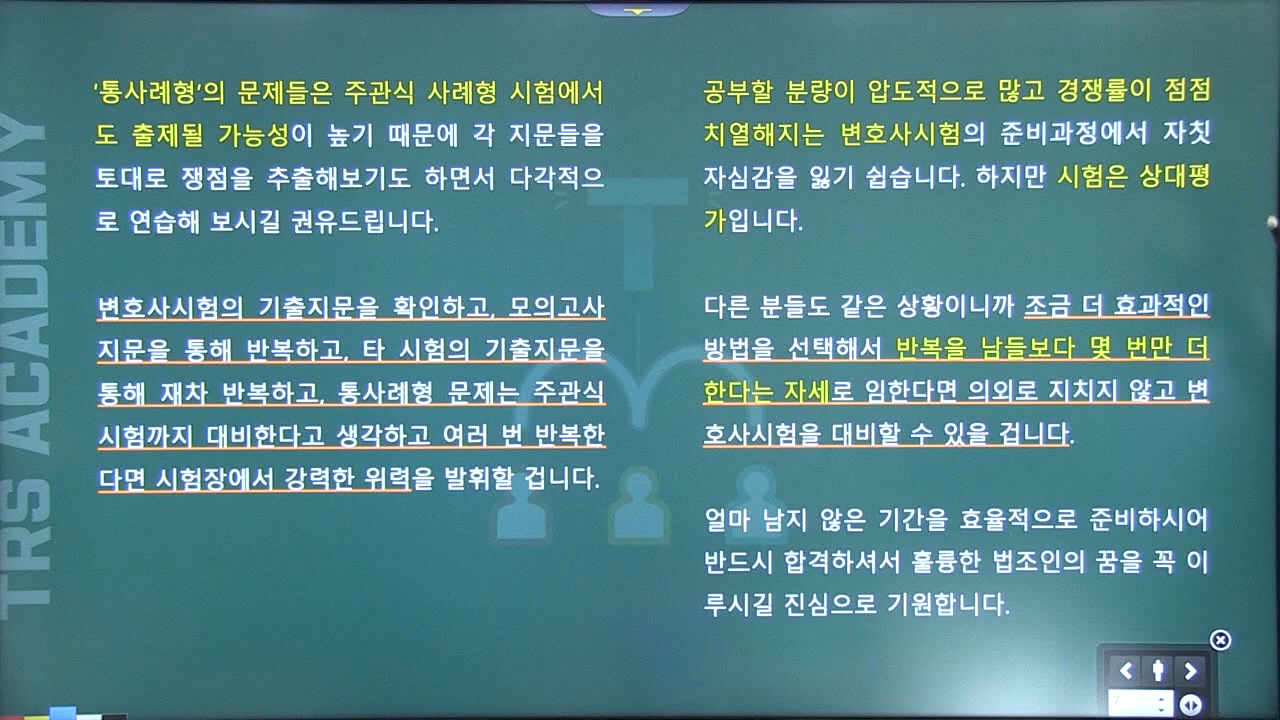 TRS ACADEMY
'통사례형'의 문제들은 주관식 사례형 시험에서
도 출제될 가능성이 높기 때문에 각 지문들을
토대로 쟁점을 추출해보기도 하면서 다각적으
로 연습해 보시길 권유드립니다.
변호사시험의 기출지문을 확인하고, 모의고사
지문을 통해 반복하고, 타 시험의 기출지문을
통해 재차 반복하고, 통사례형 문제는 주관식
시험까지 대비한다고 생각하고 여러 번 반복한
다면 시험장에서 강력한 위력을 발휘할 겁니다.
공부할 분량이 압도적으로 많고 경쟁률이 점점
치열해지는 변호사시험의 준비과정에서 자칫
자심감을 잃기 쉽습니다. 하지만 시험은 상대평
가입니다.
다른 분들도 같은 상황이니까 조금 더 효과적인
방법을 선택해서 반복을 남들보다 몇 번만 더
한다는 자세로 임한다면 의외로 지치지 않고 변
호사시험을 대비할 수 있을 겁니다.
얼마 남지 않은 기간을 효율적으로 준비하시어
반드시 합격하셔서 훌륭한 법조인의 꿈을 꼭 이
루시길 진심으로 기원합니다.
7